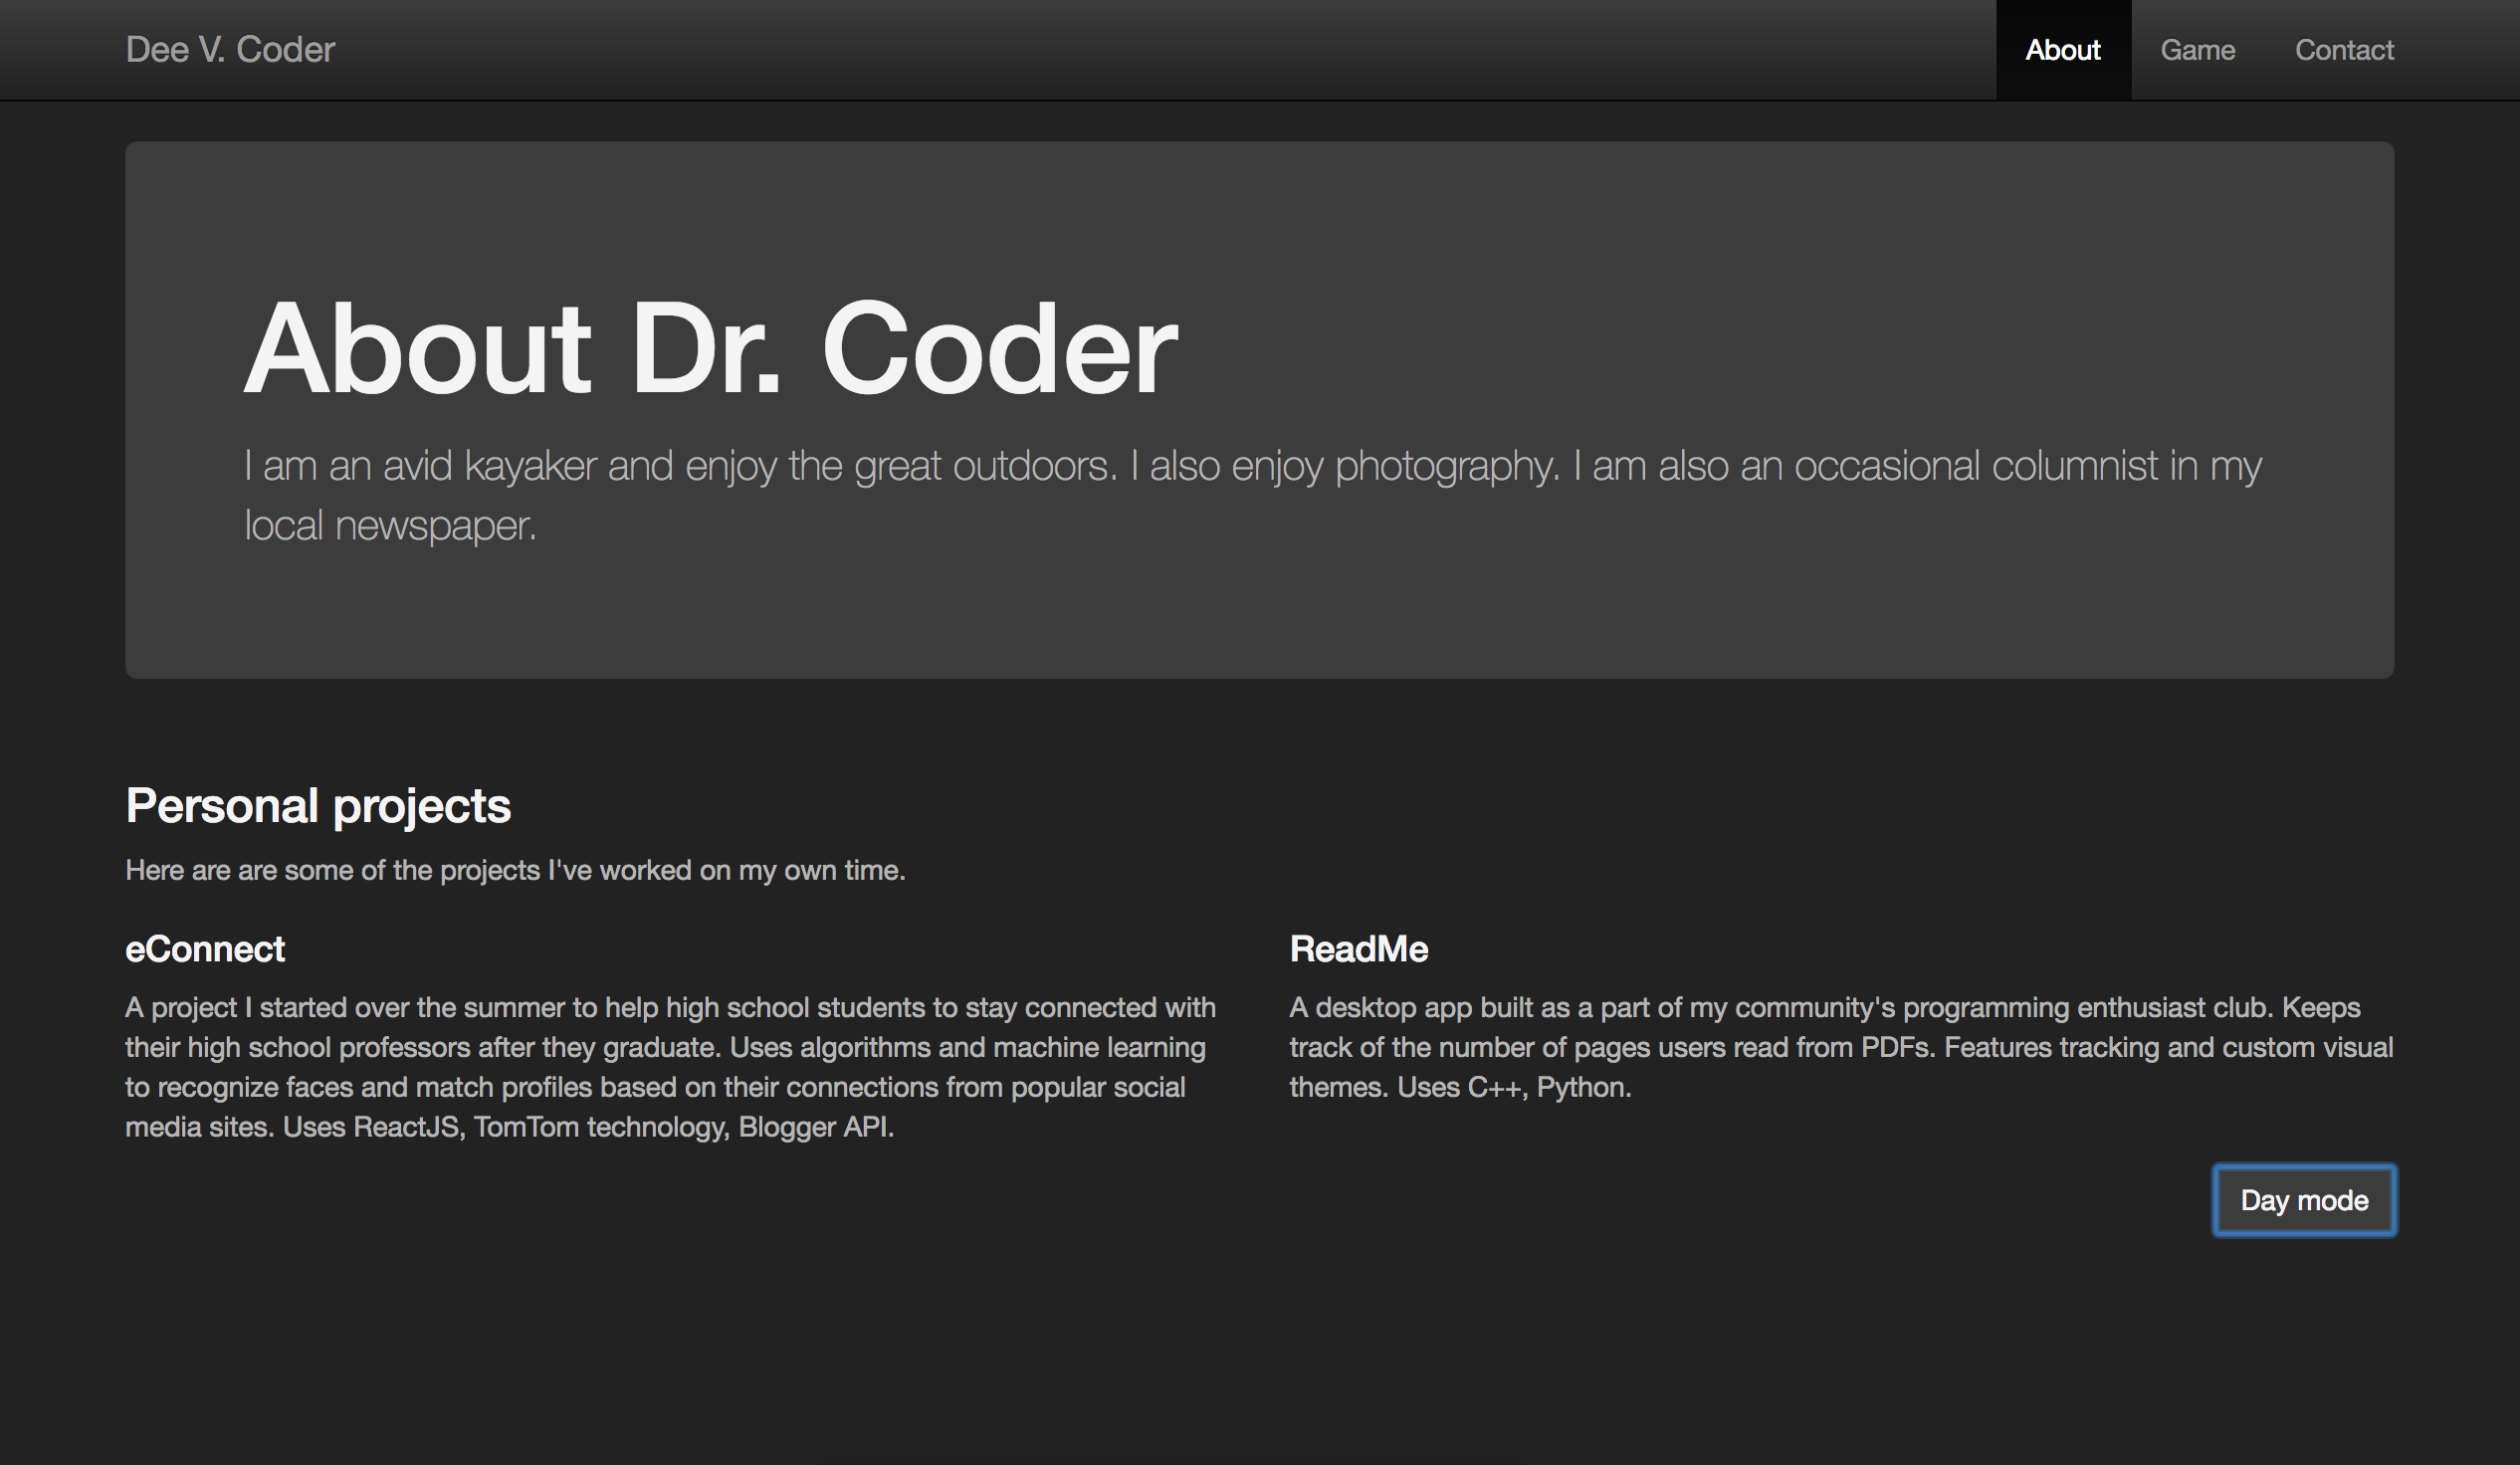 Dee V. Coder
About Game Contact
About Dr. Coder
I am an avid kayaker and enjoy the great outdoors. I also enjoy photography. I am also an occasional columnist in my
local newspaper.
Personal projects
Here are are some of the projects I've worked on my own time.
eConnect
A project I started over the summer to help high school students to stay connected with
their high school professors after they graduate. Uses algorithms and machine learning
to recognize faces and match profiles based on their connections from popular social
media sites. Uses ReactJS, TomTom technology, Blogger API.
ReadMe
A desktop app built as a part of my community's programming enthusiast club. Keeps
track of the number of pages users read from PDFs. Features tracking and custom visual
themes. Uses C++, Python.
Day mode